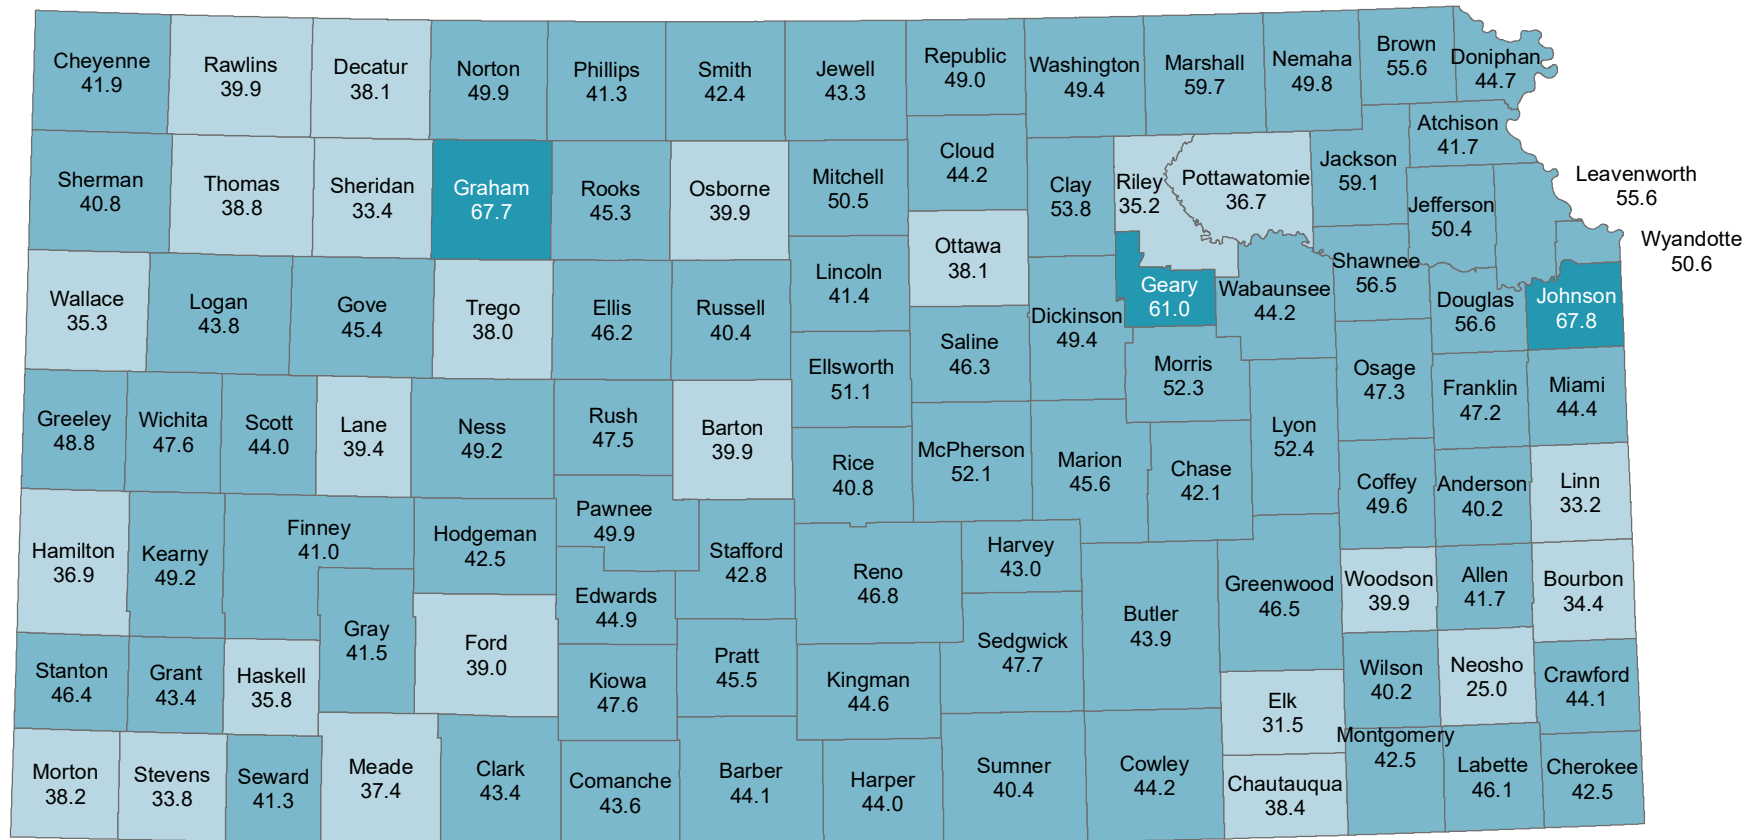 Cheyenne
41.9
Rawlins
39.9
Decatur
38.1
Norton
49.9
Phillips
41.3
Smith
42.4
Jewell
43.3
Republic
49.0
Washington
49.4
Marshall
59.7
Nemaha
49.8
Brown
55.6
Doniphan
44.7
Atchison
41.7
Sherman
40.8
Thomas
38.8
Sheridan
33.4
Graham
67.7
Rooks
45.3
Osborne
39.9
Mitchell
50.5
Cloud
44.2
Clay
53.8
Riley
35.2
Pottawatomie
36.7
Jackson
59.1
Jefferson
50.4
Leavenworth
55.6
Wyandotte
50.6
Wallace
35.3
Logan
43.8
Gove
45.4
Trego
38.0
Ellis
46.2
Russell
40.4
Lincoln
41.4
Ottawa
38.1
Saline
46.3
Dickinson
49.4
Geary
61.0
Wabaunsee
44.2
Shawnee
56.5
Douglas
56.6
Johnson
67.8
Greeley
48.8
Wichita
47.6
Scott
44.0
Lane
39.4
Ness
49.2
Rush
47.5
Barton
39.9
Ellsworth
51.1
Rice
40.8
McPherson
52.1
Marion
45.6
Morris
52.3
Chase
42.1
Lyon
52.4
Osage
47.3
Franklin
47.2
Miami
44.4
Coffey
49.6
Anderson
40.2
Linn
33.2
Hamilton
36.9
Kearny
49.2
Finney
41.0
Hodgeman
42.5
Pawnee
49.9
Stafford
42.8
Edwards
44.9
Reno
46.8
Harvey
43.0
Butler
43.9
Greenwood
46.5
Woodson
39.9
Allen
41.7
Bourbon
34.4
Stanton
46.4
Grant
43.4
Haskell
35.8
Gray
41.5
Ford
39.0
Kiowa
47.6
Pratt
45.5
Kingman
44.6
Sedgwick
47.7
Elk
31.5
Wilson
40.2
Neosho
25.0
Crawford
44.1
Morton
38.2
Stevens
33.8
Seward
41.3
Meade
37.4
Clark
43.4
Comanche
43.6
Barber
44.1
Harper
44.0
Sumner
40.4
Cowley
44.2
Chautauqua
38.4
Montgomery
42.5
Labette
46.1
Cherokee
42.5